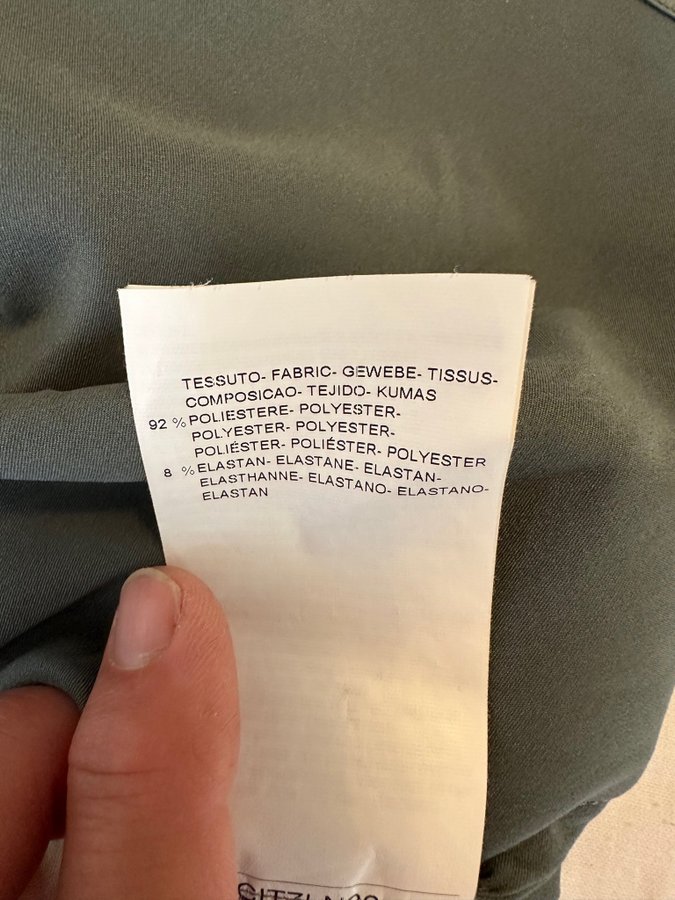 TESSUTO- FABRIC- GEWEBE- TISSUS-
COMPOSICAO- TEJIDO- KUMAS
92 % POLIESTERE- POLYESTER-
POLYESTER- POLYESTER-
POLIÉSTER- POLIÉSTER- POLYESTER
8 % ELASTAN- ELASTANE- ELASTAN-
ELASTHANNE- ELASTANO- ELASTANO-
ELASTAN